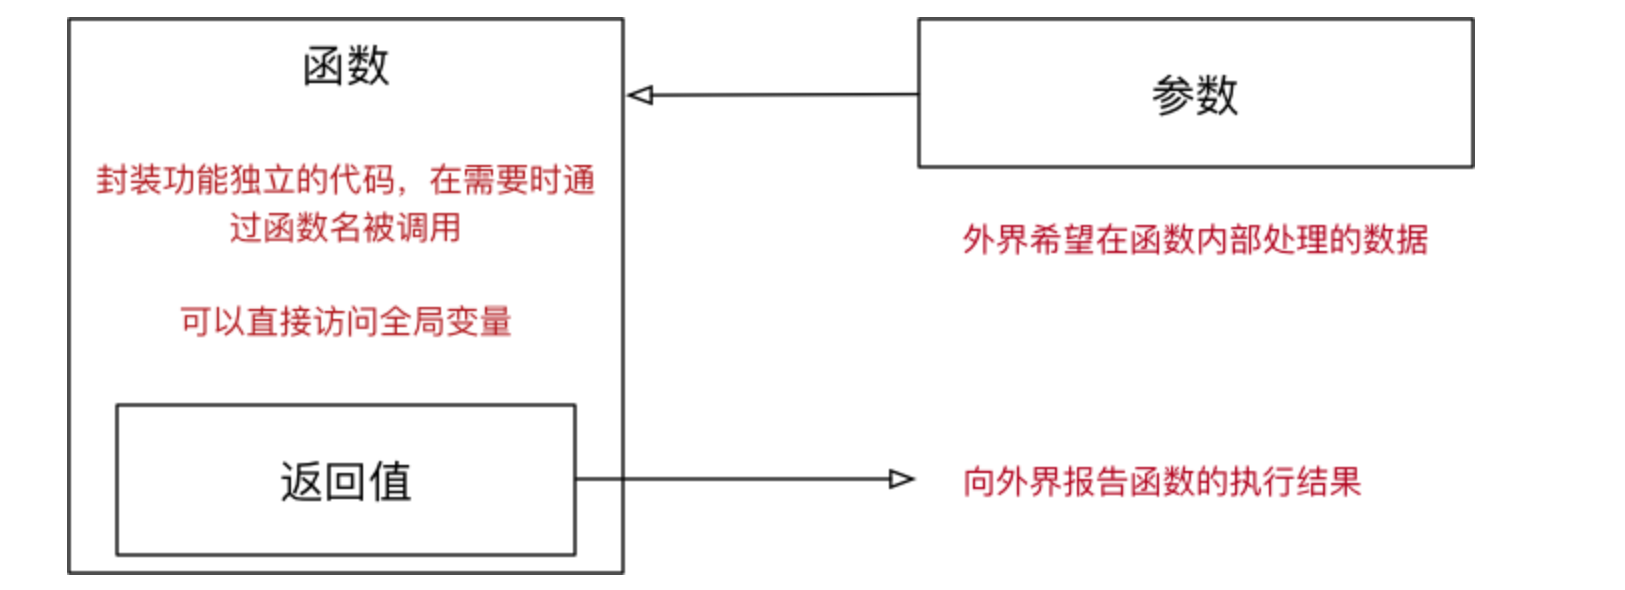 函数
参数
封装功能独立的代码，在需要时通
过函数名被调用
外界希望在函数内部处理的数据
可以直接访问全局变量
返回值
向外界报告函数的执行结果